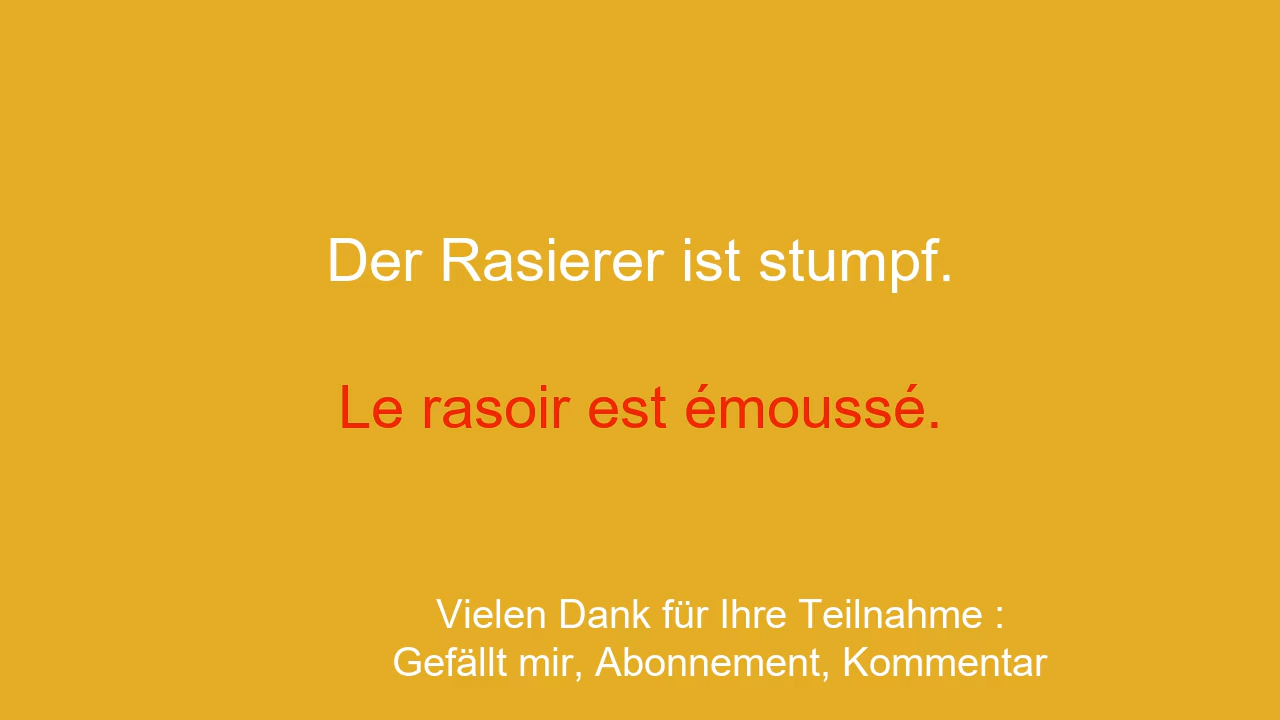 Der Rasierer ist stumpf.
Le rasoir est émoussé.
Vielen Dank für Ihre Teilnahme :
Gefällt mir, Abonnement, Kommentar